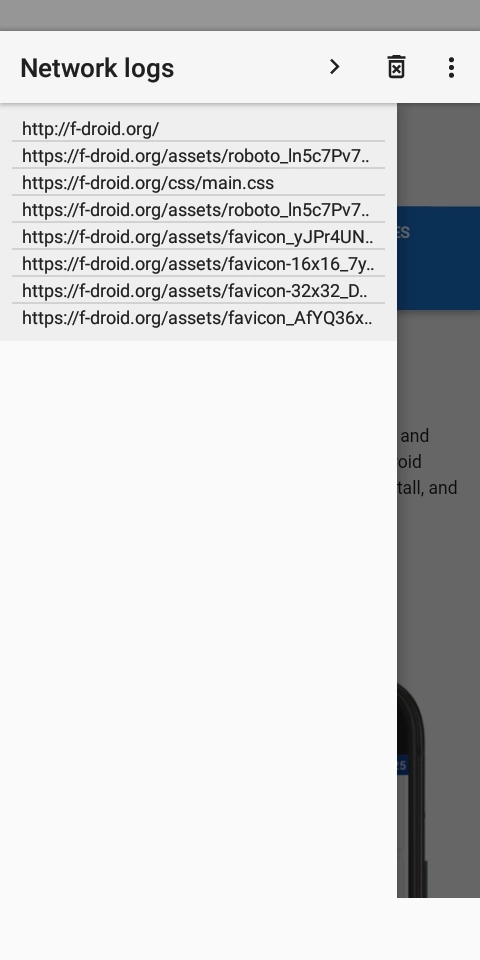 Network logs
http://f-droid.org/
https://f-droid.org/assets/roboto_ln5c7Pv7..
https://f-droid.org/css/main.css
https://f-droid.org/assets/roboto_ln5c7Pv7..
https://f-droid.org/assets/favicon_yJPr4UN..
https://f-droid.org/assets/favicon-16x16_7y..
https://f-droid.org/assets/favicon-32x32_D..
https://f-droid.org/assets/favicon_AfYQ36x..
ES
and
roid
tall, and
25